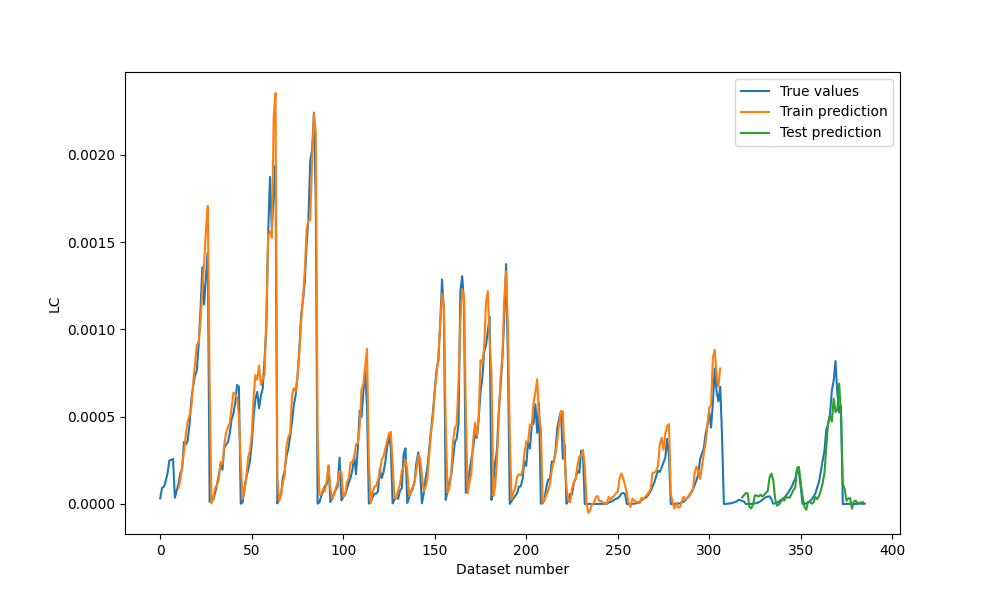 True values
Train prediction
Test prediction
0.0020
0.0015
0.0010
0.0005
0.0000
LC
0 50 100 150 200 250 300 350 400
Dataset number